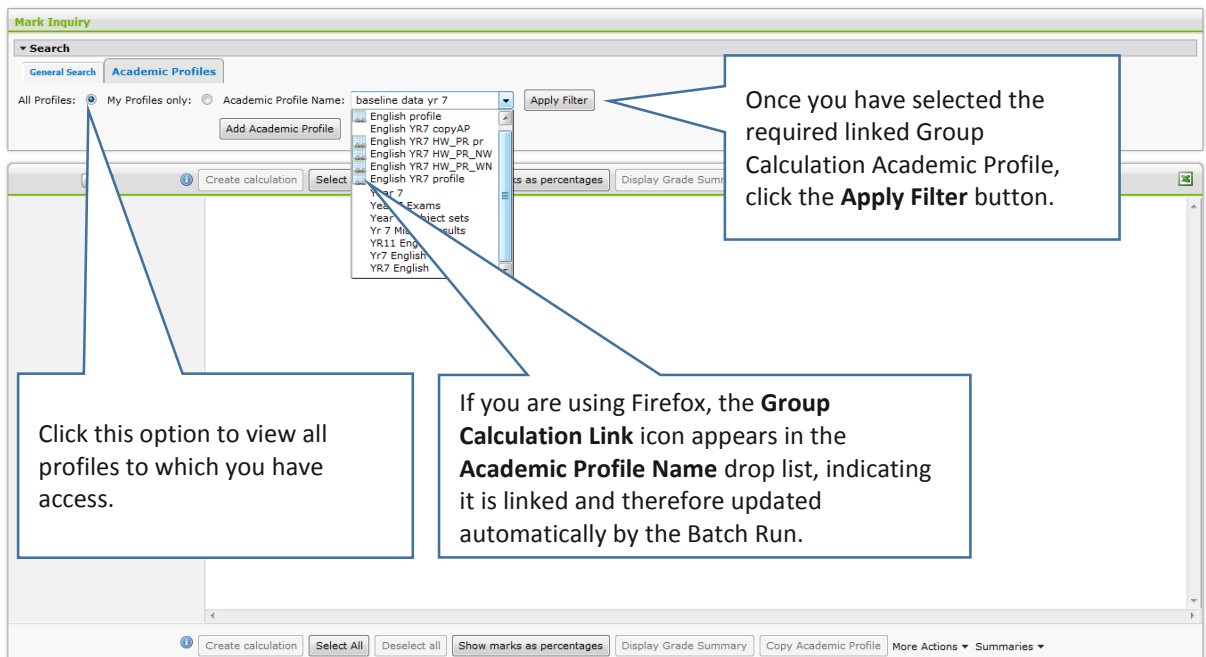 Mark Inquiry
Search
General Search Academic Profiles
All Profiles: My Profiles only: Academic Profile Name: baseline data yr 7 Apply Filter
Add Academic Profile
English profile
English YR7 copyAP
English YR7 HW_PR pr
English YR7 HW_PR_NW
English YR7 HW_PR_WN
English YR7 profile
Year 7
Exams
Yr 7
YR11
Yr7 English
YR7 English
Create calculation Select as percentages Display Grade
Once you have selected the
required linked Group
Calculation Academic Profile,
click the Apply Filter button.
Click this option to view all
profiles to which you have
access.
If you are using Firefox, the Group
Calculation Link icon appears in the
Academic Profile Name drop list, indicating
it is linked and therefore updated
automatically by the Batch Run.
Create calculation Select All Deselect all Show marks as percentages Display Grade Summary Copy Academic Profile More Actions Summaries